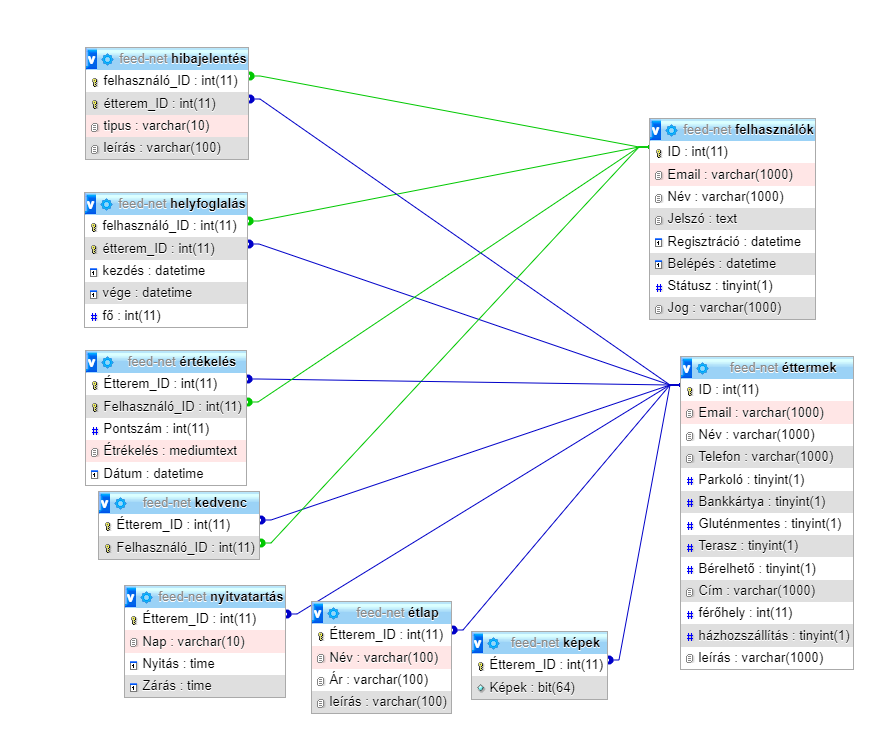 feed-net hibajelentés
felhasználó_ID : int(11)
étterem_ID : int(11)
tipus : varchar(10)
leírás : varchar(100)
feed-net helyfoglalás
felhasználó_ID : int(11)
étterem_ID : int(11)
kezdés : datetime
vége : datetime
fő : int(11)
feed-net értékelés
Étterem_ID : int(11)
Felhasználó_ID : int(11)
Pontszám : int(11)
Étrékelés : mediumtext
Dátum : datetime
feed-net kedvenc
Étterem_ID : int(11)
Felhasználó_ID : int(11)
feed-net nyitvatartás
Étterem_ID : int(11)
Nap : varchar(10)
Nyitás : time
Zárás : time
feed-net étlap
Étterem_ID : int(11)
Név : varchar(100)
Ár : varchar(100)
leírás : varchar(100)
feed-net képek
Étterem_ID : int(11)
Képek : bit(64)
feed-net felhasználók
ID : int(11)
Email : varchar(1000)
Név : varchar(1000)
Jelszó : text
Regisztráció : datetime
Belépés : datetime
Státusz : tinyint(1)
Jog : varchar(1000)
feed-net éttermek
ID : int(11)
Email : varchar(1000)
Név : varchar(1000)
Telefon : varchar(1000)
Parkoló : tinyint(1)
Bankkártya : tinyint(1)
Gluténmentes : tinyint(1)
Terasz : tinyint(1)
Bérelhető : tinyint(1)
Cím : varchar(1000)
férőhely : int(11)
házhozszállítás : tinyint(1)
leírás : varchar(1000)